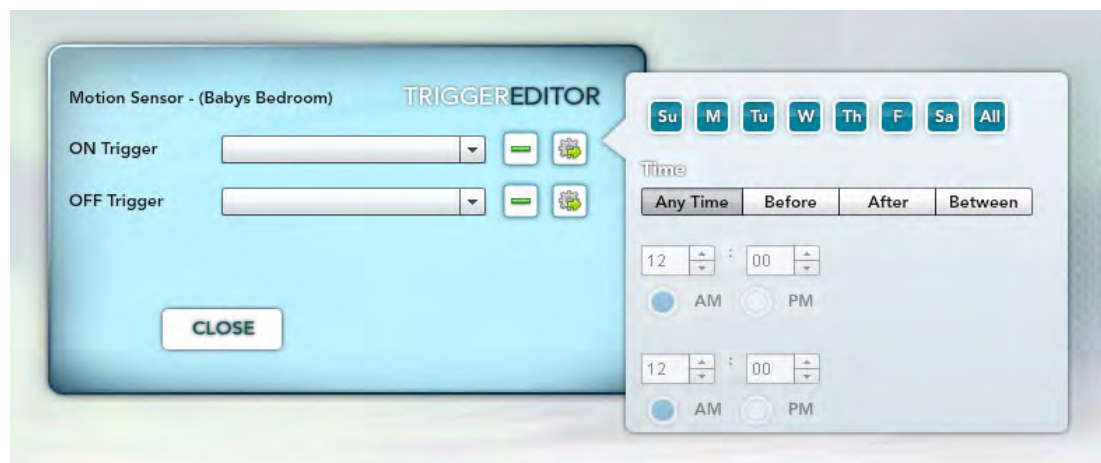 Motion Sensor - (Babys Bedroom)
TRIGGEREDITOR
ON Trigger
OFF Trigger
CLOSE
Su M Tu W Th F Sa All
Time
Any Time Before After Between
12 : 00
AM PM
12 : 00
AM PM